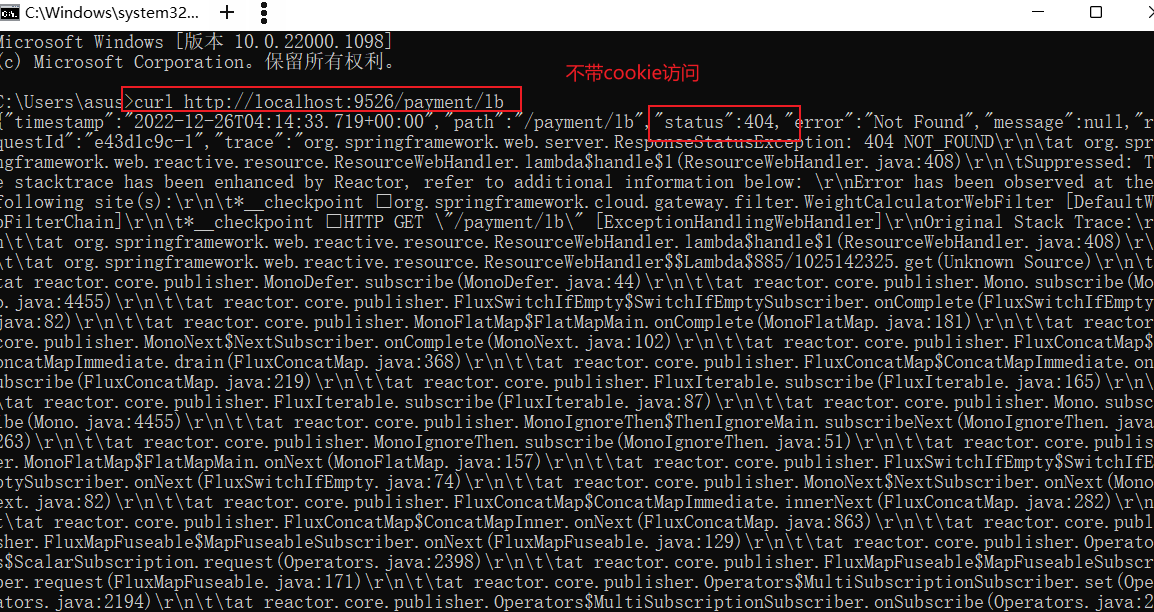 C:\Windows\system32...
Microsoft Windows [版本 10.0.22000.1098]
(c) Microsoft Corporation。保留所有权利。
不带cookie访问
C:\Users\asus>curl http://localhost:9526/payment/lb
{"timestamp":"2022-12-26T04:14:33.719+00:00","path":"/payment/lb","status":404,"error":"Not Found","message":null,"r
questId":"e43d1c9c-1","trace":"org.springframework.web.server.ResponseStatusException: 404 NOT_FOUND\r\n\tat org.spr
ngframework.web.reactive.resource.ResourceWebHandler.lambda$handle$1(ResourceWebHandler.java:408)\r\n\tSuppressed: T
e stacktrace has been enhanced by Reactor, refer to additional information below: \r\nError has been observed at the
following site(s):\r\n\t*__checkpoint □org.springframework.cloud.gateway.filter.WeightCalculatorWebFilter [DefaultW
oFilterChain]\r\n\t*__checkpoint □HTTP GET \"/payment/lb\" [ExceptionHandlingWebHandler]\r\nOriginal Stack Trace:\r
n\t\tat org.springframework.web.reactive.resource.ResourceWebHandler.lambda$handle$1(ResourceWebHandler.java:408)\r\
\t\tat org.springframework.web.reactive.resource.ResourceWebHandler$$Lambda$885/1025142325.get(Unknown Source)\r\n\t
tat reactor.core.publisher.MonoDefer.subscribe(MonoDefer.java:44)\r\n\t\tat reactor.core.publisher.Mono.subscribe(Mo
o.java:4455)\r\n\t\tat reactor.core.publisher.FluxSwitchIfEmpty$SwitchIfEmptySubscriber.onComplete(FluxSwitchIfEmpty
java:82)\r\n\t\tat reactor.core.publisher.MonoFlatMap$FlatMapMain.onComplete(MonoFlatMap.java:181)\r\n\t\tat reactor
core.publisher.MonoNext$NextSubscriber.onComplete(MonoNext.java:102)\r\n\t\tat reactor.core.publisher.FluxConcatMap$
oncatMapImmediate.drain(FluxConcatMap.java:368)\r\n\t\tat reactor.core.publisher.FluxConcatMap$ConcatMapImmediate.on
ubscribe(FluxConcatMap.java:219)\r\n\t\tat reactor.core.publisher.FluxIterable.subscribe(FluxIterable.java:165)\r\n\
\tat reactor.core.publisher.FluxIterable.subscribe(FluxIterable.java:87)\r\n\t\tat reactor.core.publisher.Mono.subsc
ibe(Mono.java:4455)\r\n\t\tat reactor.core.publisher.MonoIgnoreThen$ThenIgnoreMain.subscribeNext(MonoIgnoreThen.java
263)\r\n\t\tat reactor.core.publisher.MonoIgnoreThen.subscribe(MonoIgnoreThen.java:51)\r\n\t\tat reactor.core.publis
er.MonoFlatMap$FlatMapMain.onNext(MonoFlatMap.java:157)\r\n\t\tat reactor.core.publisher.FluxSwitchIfEmpty$SwitchIfE
ptySubscriber.onNext(FluxSwitchIfEmpty.java:74)\r\n\t\tat reactor.core.publisher.MonoNext$NextSubscriber.onNext(Mono
ext.java:82)\r\n\t\tat reactor.core.publisher.FluxConcatMap$ConcatMapImmediate.innerNext(FluxConcatMap.java:282)\r\n
t\tat reactor.core.publisher.FluxConcatMap$ConcatMapInner.onNext(FluxConcatMap.java:863)\r\n\t\tat reactor.core.publ
sher.FluxMapFuseable$MapFuseableSubscriber.onNext(FluxMapFuseable.java:129)\r\n\t\tat reactor.core.publisher.Operato
s$ScalarSubscription.request(Operators.java:2398)\r\n\t\tat reactor.core.publisher.FluxMapFuseable$MapFuseableSubscr
ber.request(FluxMapFuseable.java:171)\r\n\t\tat reactor.core.publisher.Operators$MultiSubscriptionSubscriber.set(Ope
ators.java:2194)\r\n\t\tat reactor.core.publisher.Operators$MultiSubscriptionSubscriber.onSubscribe(Operators.java:2